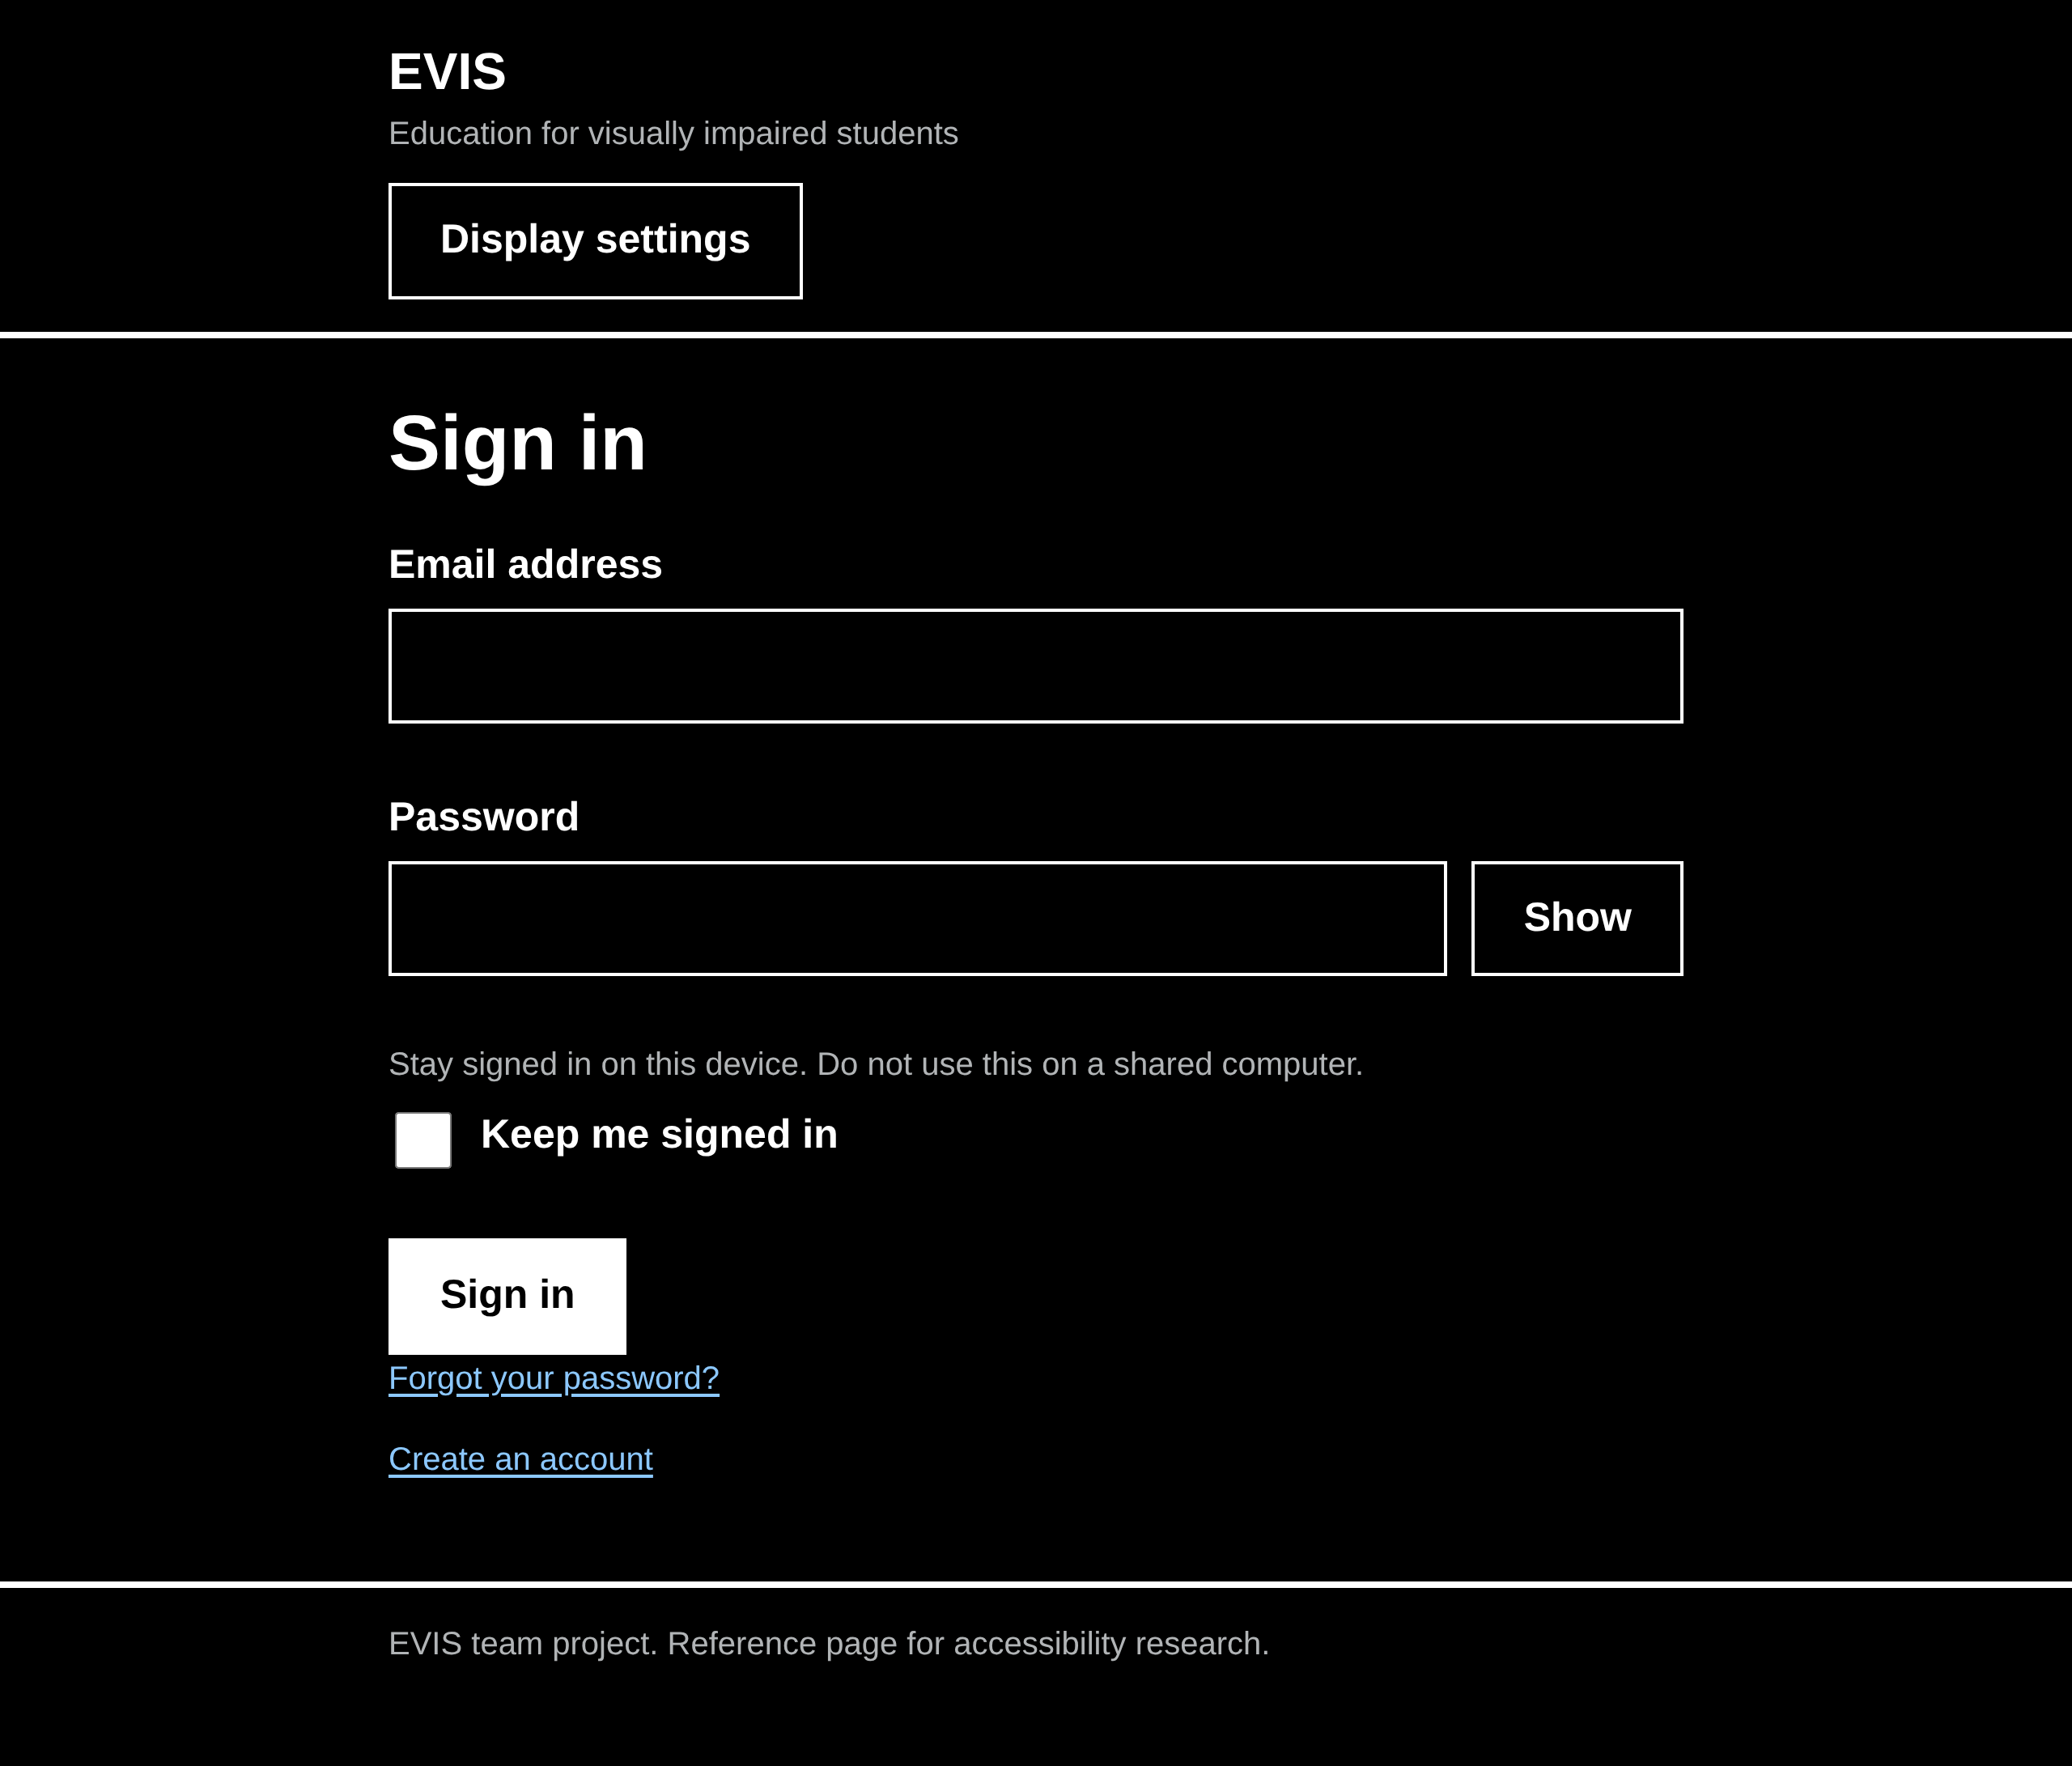 EVIS
Education for visually impaired students
Display settings
Sign in
Email address
Password
Show
Stay signed in on this device. Do not use this on a shared computer.
Keep me signed in
Sign in
Forgot your password?
Create an account
EVIS team project. Reference page for accessibility research.